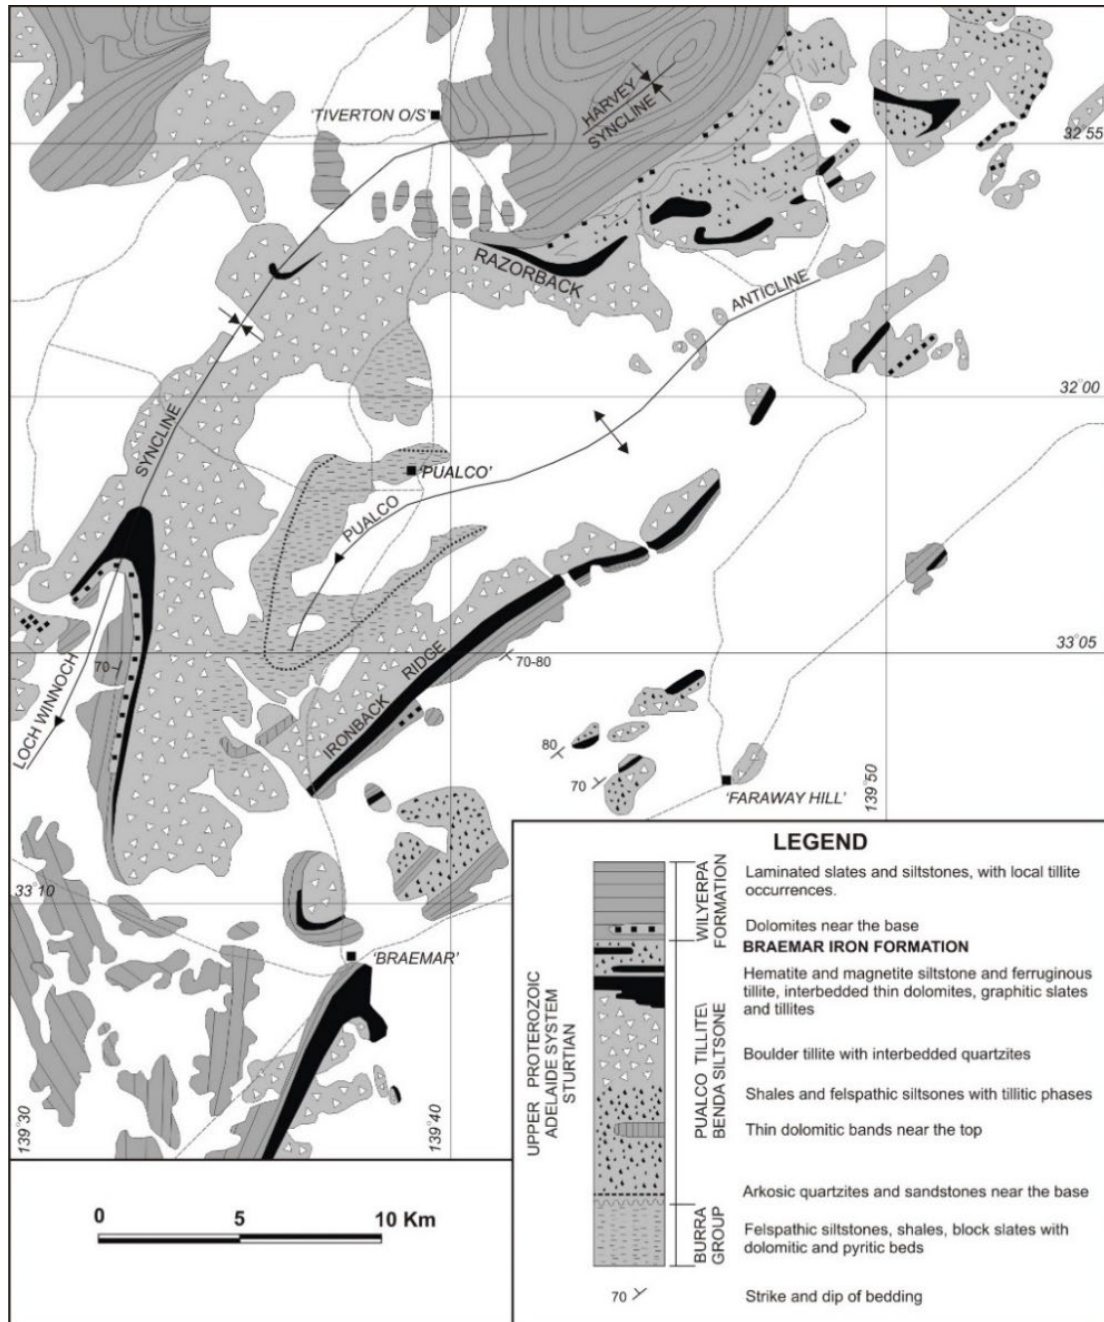 'TIVERTON O/S'
HARVEY
SYNCLINE
32°55
RAZORBACK
ANTICLINE
32°00
SYNCLINE
'PUALCO'
PUALCO
33°05
70
70-80
IRONBACK RIDGE
LOCH WINNOCH
80
70
'FARAWAY HILL'
139°50
33°10
'BRAEMAR'
139°30
139°40
0 5 10 Km
LEGEND
UPPER PROTEROZOIC
ADELAIDE SYSTEM
STURTIAN
WILYERPA
FORMATION
PUALCO TILLITE\
BENDA SILTSONE
BURRA
GROUP
Laminated slates and siltstones, with local tillite
occurrences.
Dolomites near the base
BRAEMAR IRON FORMATION
Hematite and magnetite siltstone and ferruginous
tillite, interbedded thin dolomites, graphitic slates
and tillites
Boulder tillite with interbedded quartzites
Shales and felspathic siltsones with tillitic phases
Thin dolomitic bands near the top
Arkosic quartzites and sandstones near the base
Felspathic siltstones, shales, block slates with
dolomitic and pyritic beds
70 Strike and dip of bedding